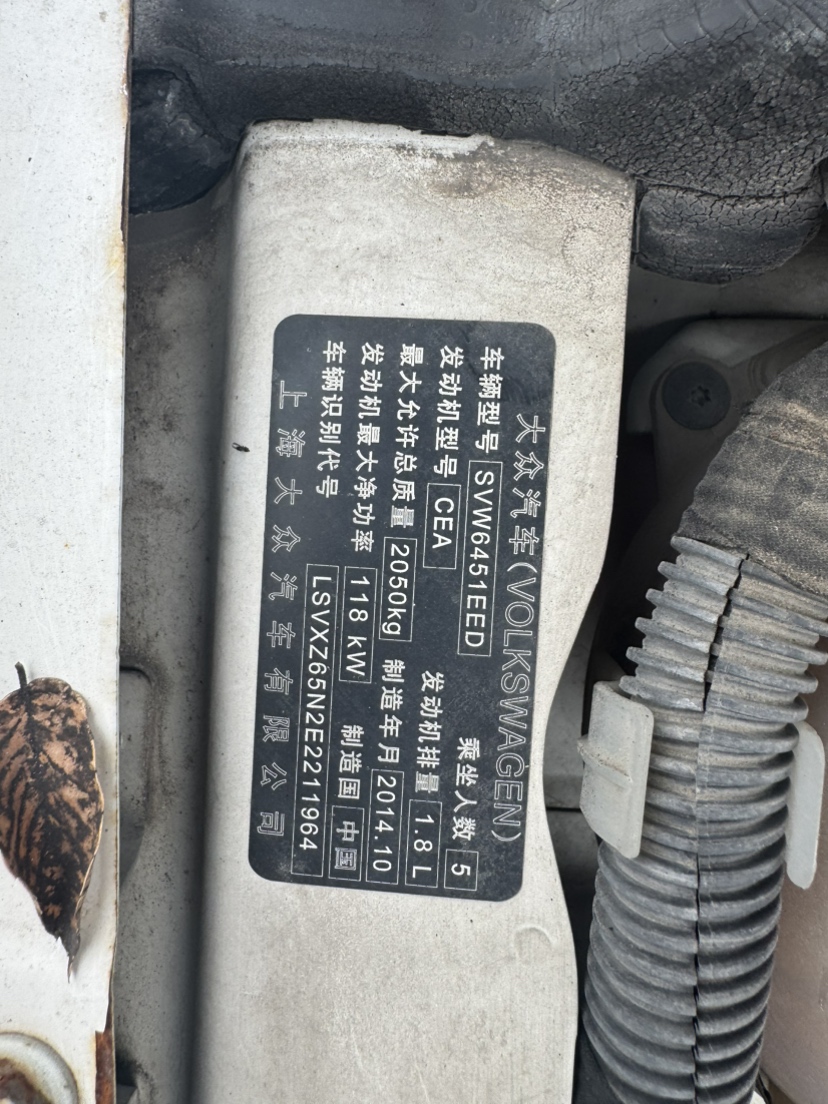 大众汽车(VOLKSWAGEN)
车辆型号 SVW6451EED 乘坐人数 5
发动机型号 CEA 发动机排量 1.8L
最大允许总质量 2050kg 制造年月 2014.10
发动机最大净功率 118 kW 制造国 中国
车辆识别代号 LSVXZ65N2E2211964
上海大众汽车有限公司